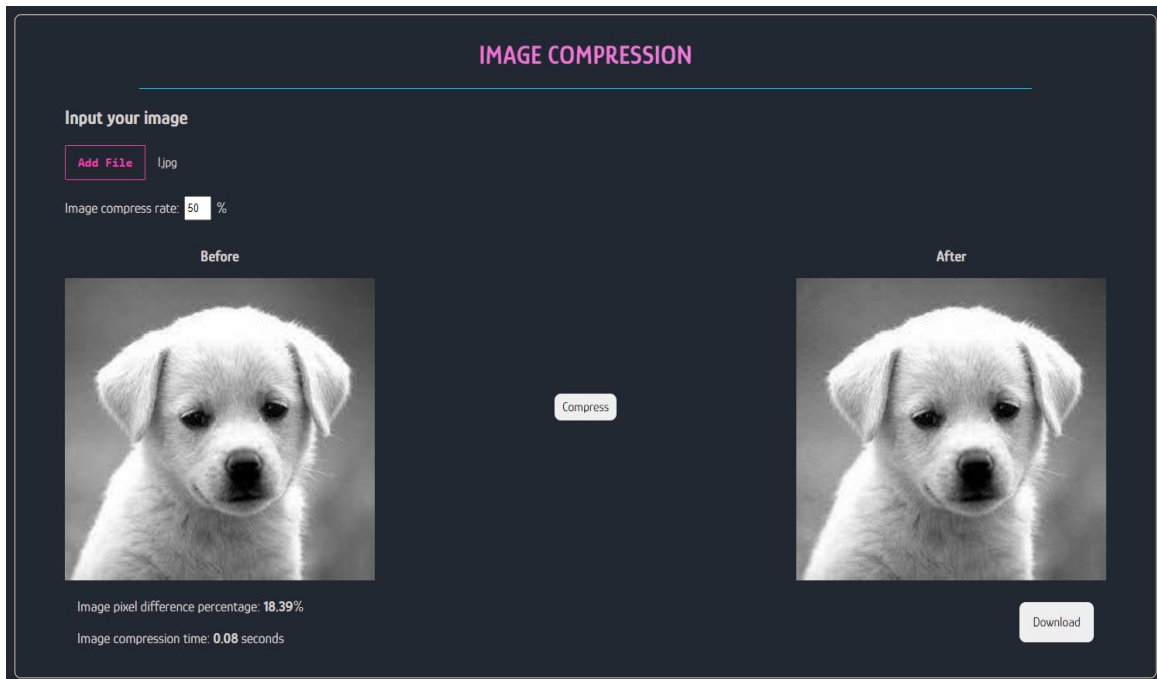 IMAGE COMPRESSION
Input your image
Add File l.jpg
Image compress rate: 50 %
Before After
Compress
Image pixel difference percentage: 18.39%
Image compression time: 0.08 seconds
Download